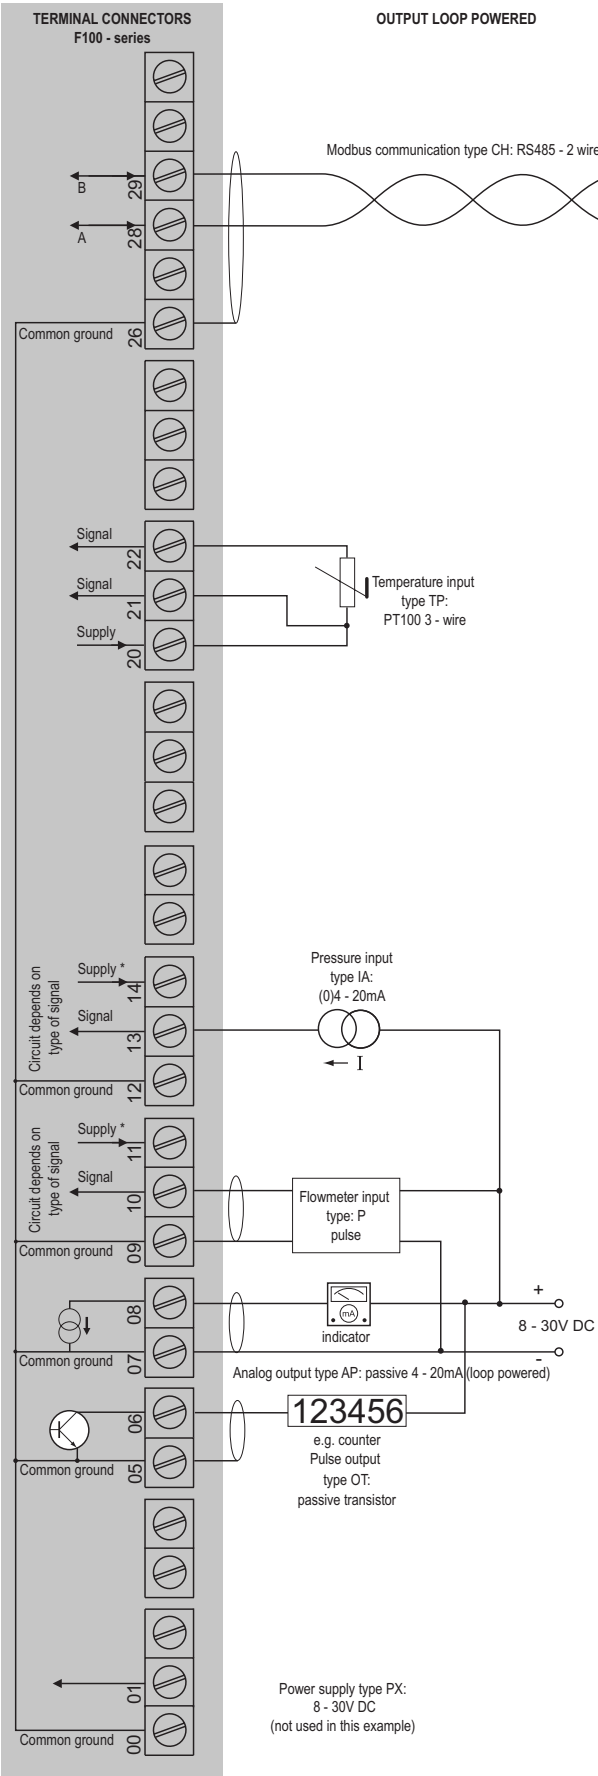 TERMINAL CONNECTORS
F100 - series
OUTPUT LOOP POWERED
Modbus communication type CH: RS485 - 2 wire
B
29
A
28
Common ground
26
Signal
22
Signal
21
Supply
20
Temperature input
type TP:
PT100 3 - wire
Pressure input
type IA:
(0)4 - 20mA
I
Circuit depends on
type of signal
Supply *
14
Signal
13
Common ground
12
Circuit depends on
type of signal
Supply *
11
Signal
10
Common ground
09
Flowmeter input
type: P
pulse
08
mA
indicator
+
8 - 30V DC
-
Common ground
07
Analog output type AP: passive 4 - 20mA (loop powered)
06
123456
Common ground
05
e.g. counter
Pulse output
type OT:
passive transistor
01
Common ground
00
Power supply type PX:
8 - 30V DC
(not used in this example)